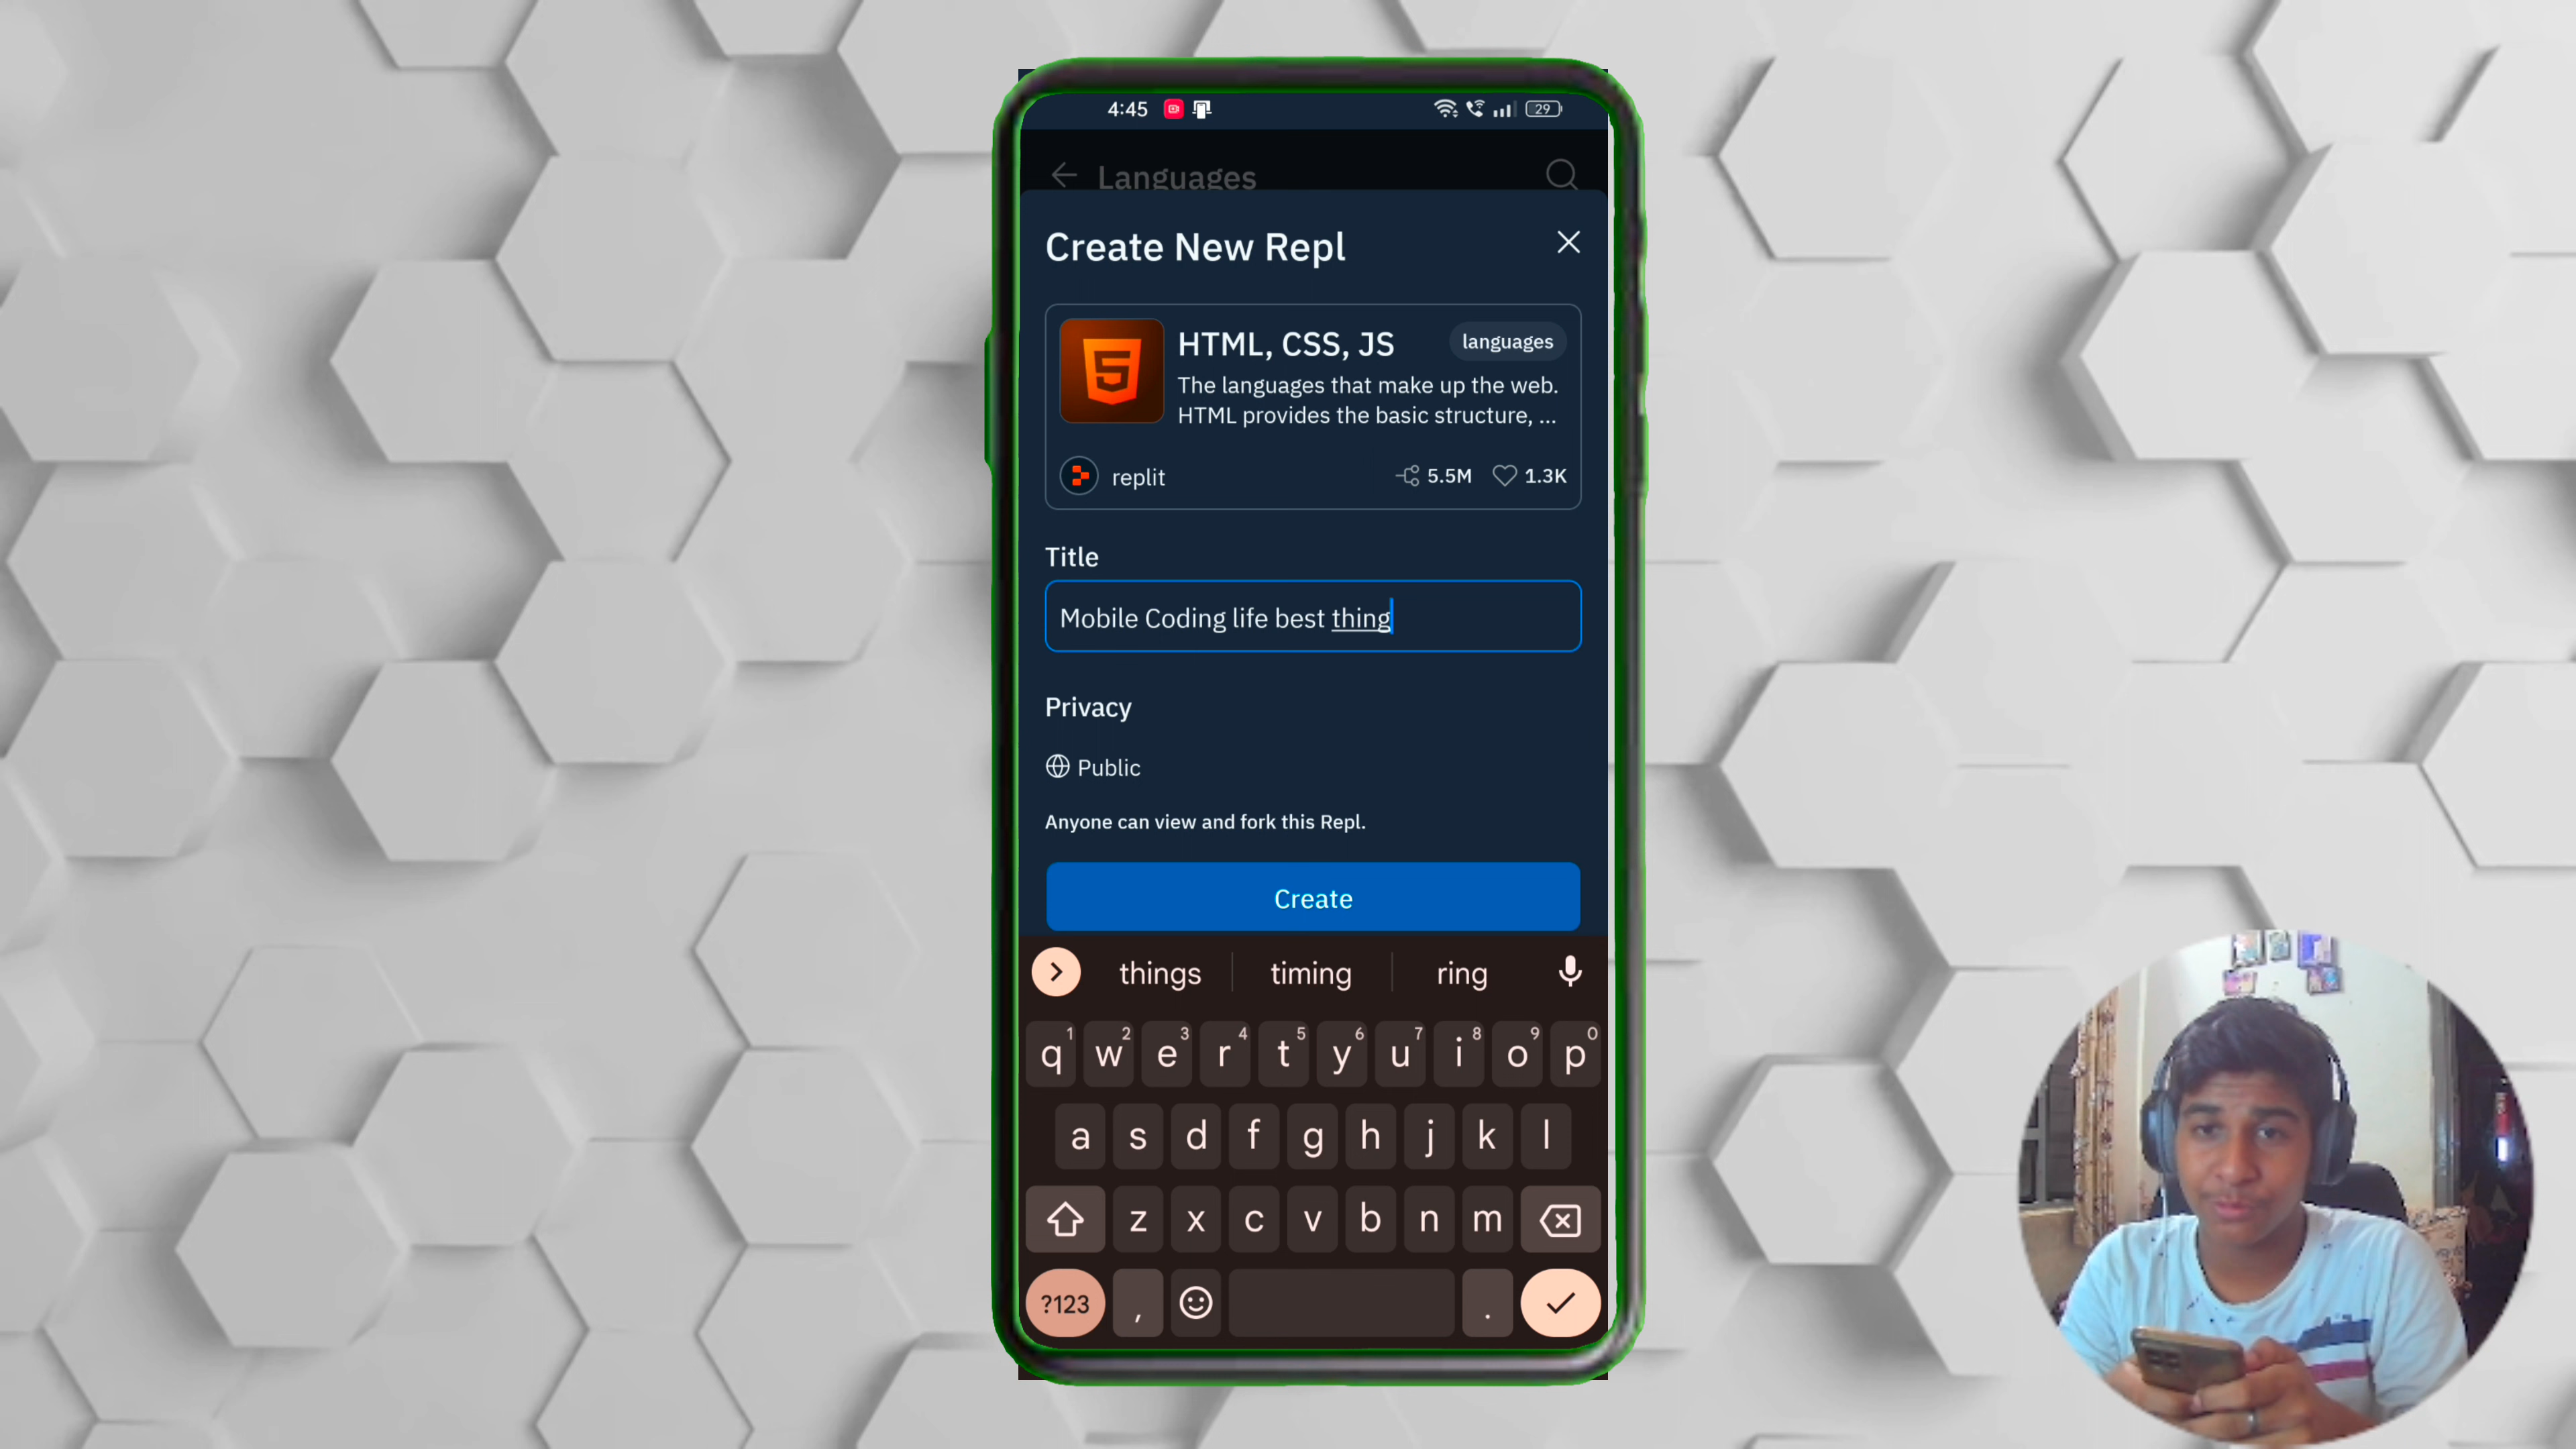 4:45
29
Languages
Create New Repl
HTML, CSS, JS
languages
The languages that make up the web.
HTML provides the basic structure, ...
replit
5.5M
1.3K
Title
Mobile Coding life best thing
Privacy
Public
Anyone can view and fork this Repl.
Create
things timing ring
q1 w2 e3 r4 t5 y6 u7 i8 o9 p0
a s d f g h j k l
z x c v b n m
?123 , .